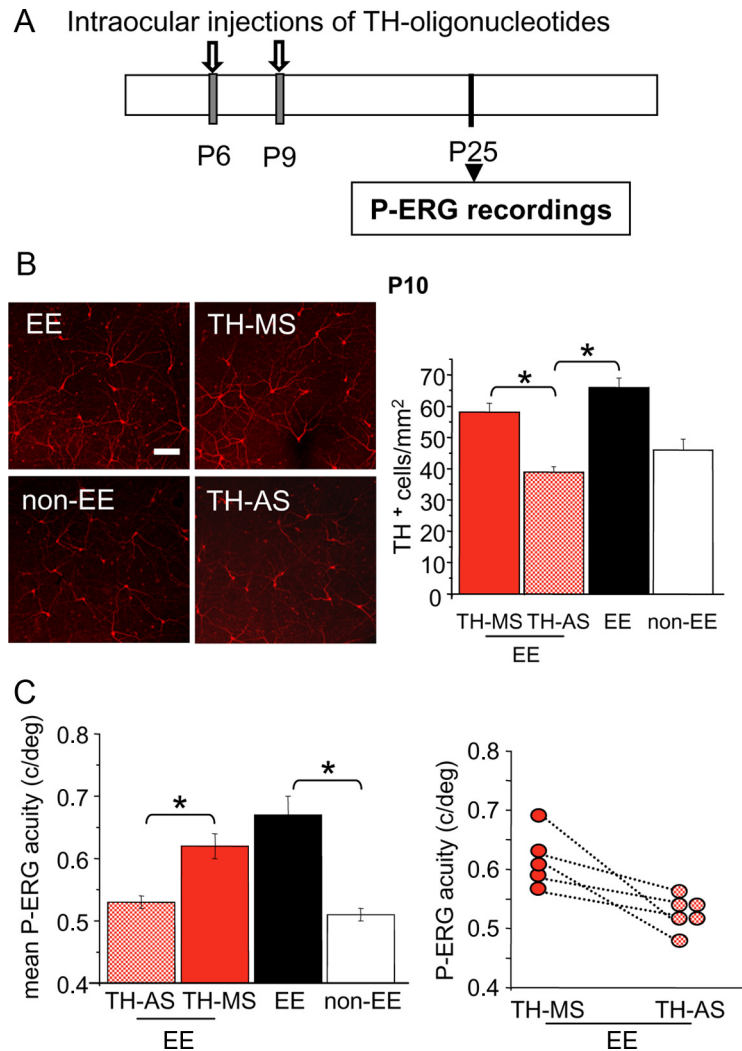 A
Intraocular injections of TH-oligonucleotides
P6 P9 P25
P-ERG recordings
B
P10
EE
TH-MS
non-EE
TH-AS
TH + cells/mm2
70
60
50
40
30
20
10
0
TH-MS TH-AS EE non-EE
EE
* *
C
mean P-ERG acuity (c/deg)
0.8
0.7
0.6
0.5
0.4
TH-AS TH-MS EE non-EE
EE
* *
P-ERG acuity (c/deg)
0.8
0.7
0.6
0.5
0.4
TH-MS TH-AS
EE